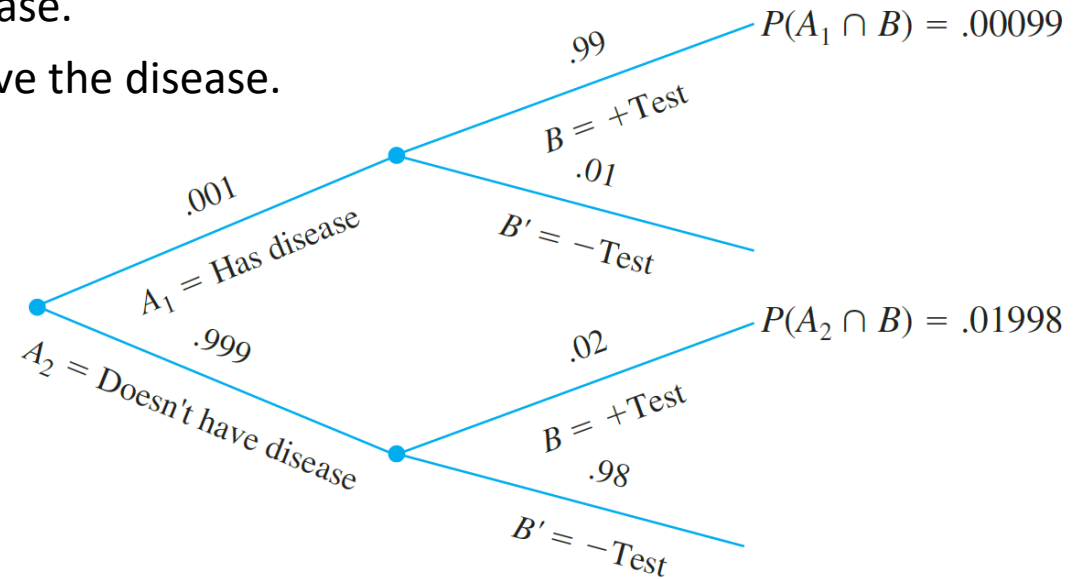 ase.
ve the disease.
.99
P(A₁ ∩ B) = .00099
B = +Test
.001
.01
A₁ = Has disease
B' = −Test
.999
.02
P(A₂ ∩ B) = .01998
A₂ = Doesn't have disease
B = +Test
.98
B' = −Test